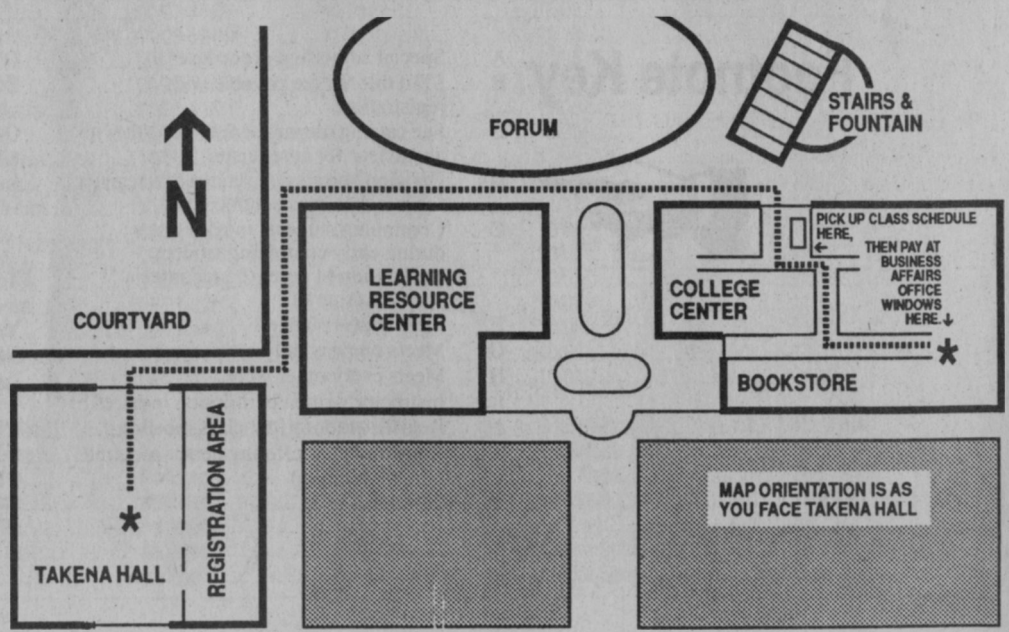 FORUM
STAIRS &
FOUNTAIN
N
PICK UP CLASS SCHEDULE
HERE,
THEN PAY AT
BUSINESS
AFFAIRS
OFFICE
WINDOWS
HERE.
LEARNING
RESOURCE
CENTER
COLLEGE
CENTER
COURTYARD
BOOKSTORE
REGISTRATION AREA
TAKENA HALL
MAP ORIENTATION IS AS
YOU FACE TAKENA HALL